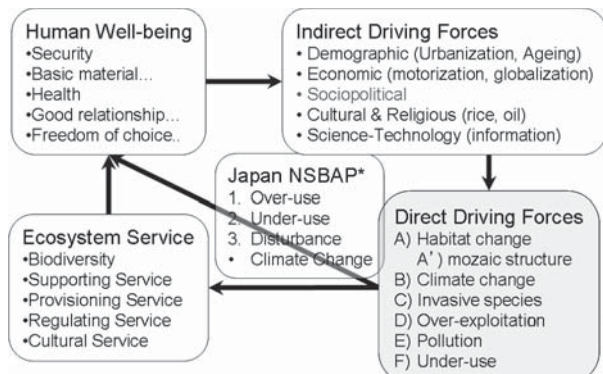 Human Well-being
•Security
•Basic material...
•Health
•Good relationship...
•Freedom of choice..
Indirect Driving Forces
• Demographic (Urbanization, Ageing)
• Economic (motorization, globalization)
• Sociopolitical
• Cultural & Religious (rice, oil)
• Science-Technology (information)
Japan NSBAP*
1. Over-use
2. Under-use
3. Disturbance
• Climate Change
Ecosystem Service
•Biodiversity
•Supporting Service
•Provisioning Service
•Regulating Service
•Cultural Service
Direct Driving Forces
A) Habitat change
A') mozaic structure
B) Climate change
C) Invasive species
D) Over-exploitation
E) Pollution
F) Under-use